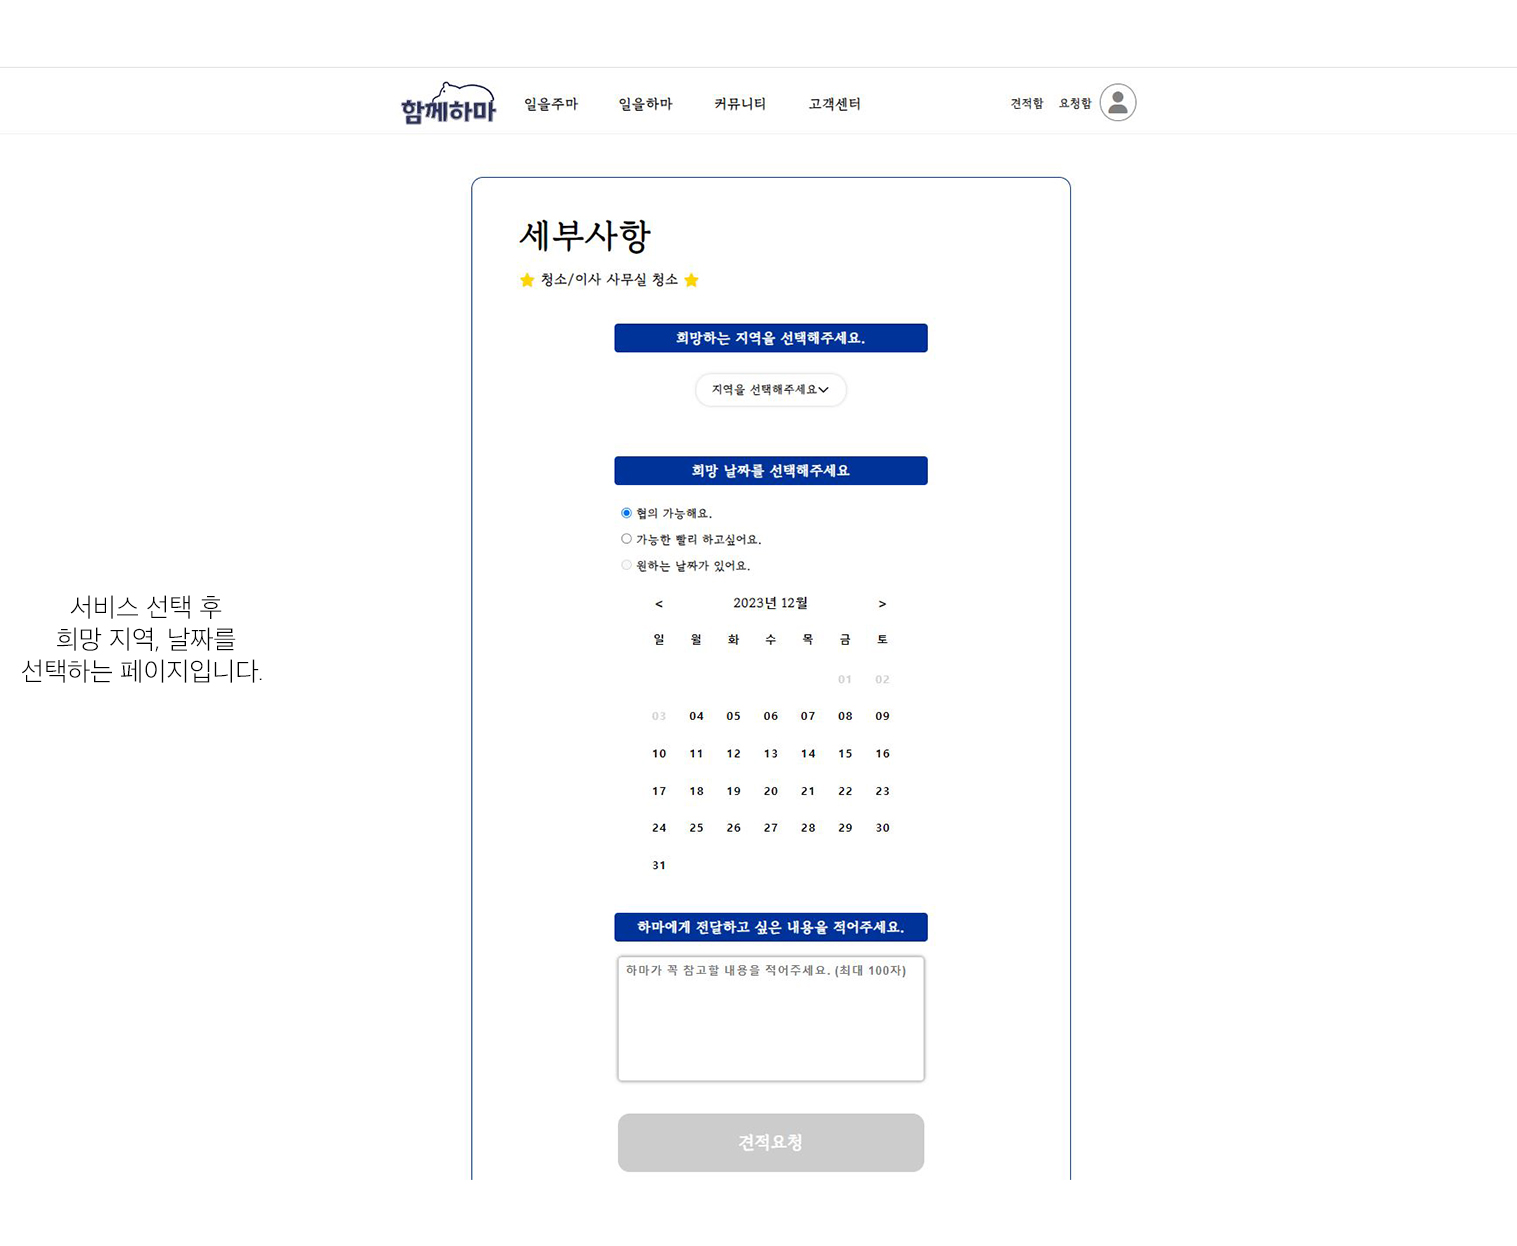 함께하마 일을주마 일을하마 커뮤니티 고객센터 견적함 요청함
세부사항
청소/이사 사무실 청소
희망하는 지역을 선택해주세요.
지역을 선택해주세요
희망 날짜를 선택해주세요
협의 가능해요.
가능한 빨리 하고싶어요.
원하는 날짜가 있어요.
서비스 선택 후
희망 지역, 날짜를
선택하는 페이지입니다.
< 2023년 12월 >
일 월 화 수 목 금 토
01 02
03 04 05 06 07 08 09
10 11 12 13 14 15 16
17 18 19 20 21 22 23
24 25 26 27 28 29 30
31
하마에게 전달하고 싶은 내용을 적어주세요.
하마가 꼭 참고할 내용을 적어주세요. (최대 100자)
견적요청